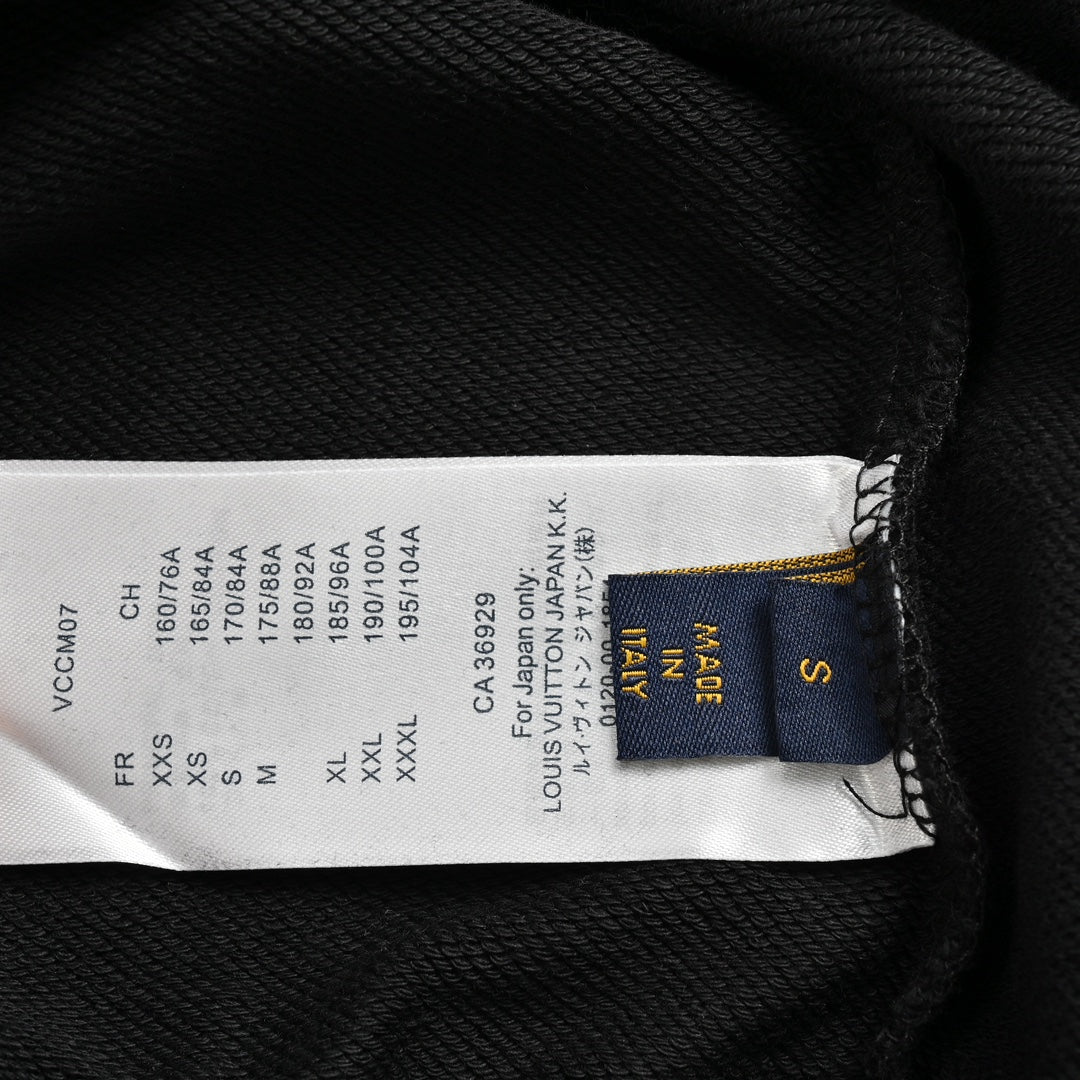 VCCM07
FR CH
XXS 160/76A
XS 165/84A
S 170/84A
M 175/88A
180/92A
XL 185/96A
XXL 190/100A
XXXL 195/104A
CA 36929
For Japan only:
LOUIS VUITTON JAPAN K.K.
ルイ・ヴィトン ジャパン(株)
MADE
IN
ITALY
S